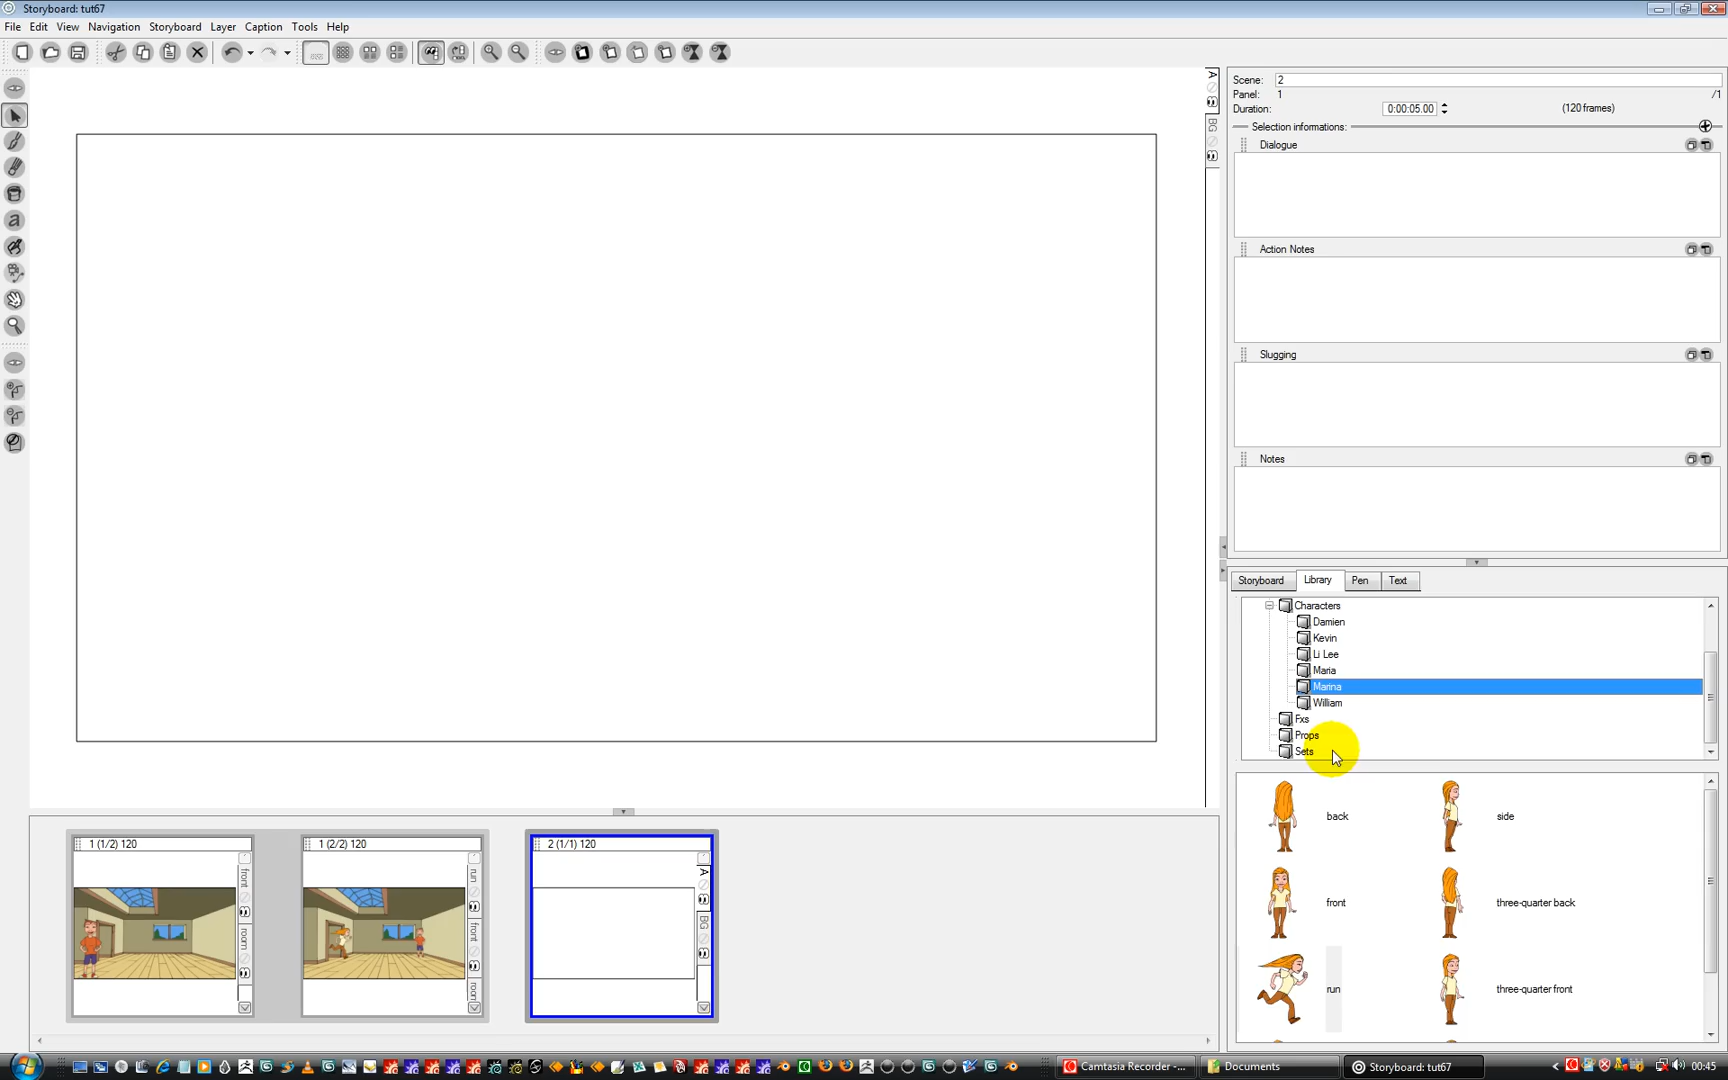 Storyboard: tut67
File Edit View Navigation Storyboard Layer Caption Tools Help
A
BG
Scene: 2
Panel: 1 /1
Duration: 0:00:05.00 (120 frames)
Selection informations:
Dialogue
Action Notes
Slugging
Notes
Storyboard Library Pen Text
Characters
Damien
Kevin
Li Lee
Maria
Marina
William
Fxs
Props
Sets
back side
front three-quarter back
run three-quarter front
1 (1/2) 120 1 (2/2) 120 2 (1/1) 120
front
room
run
front
room
A
BG
Camtasia Recorder -... Documents Storyboard: tut67 00:45